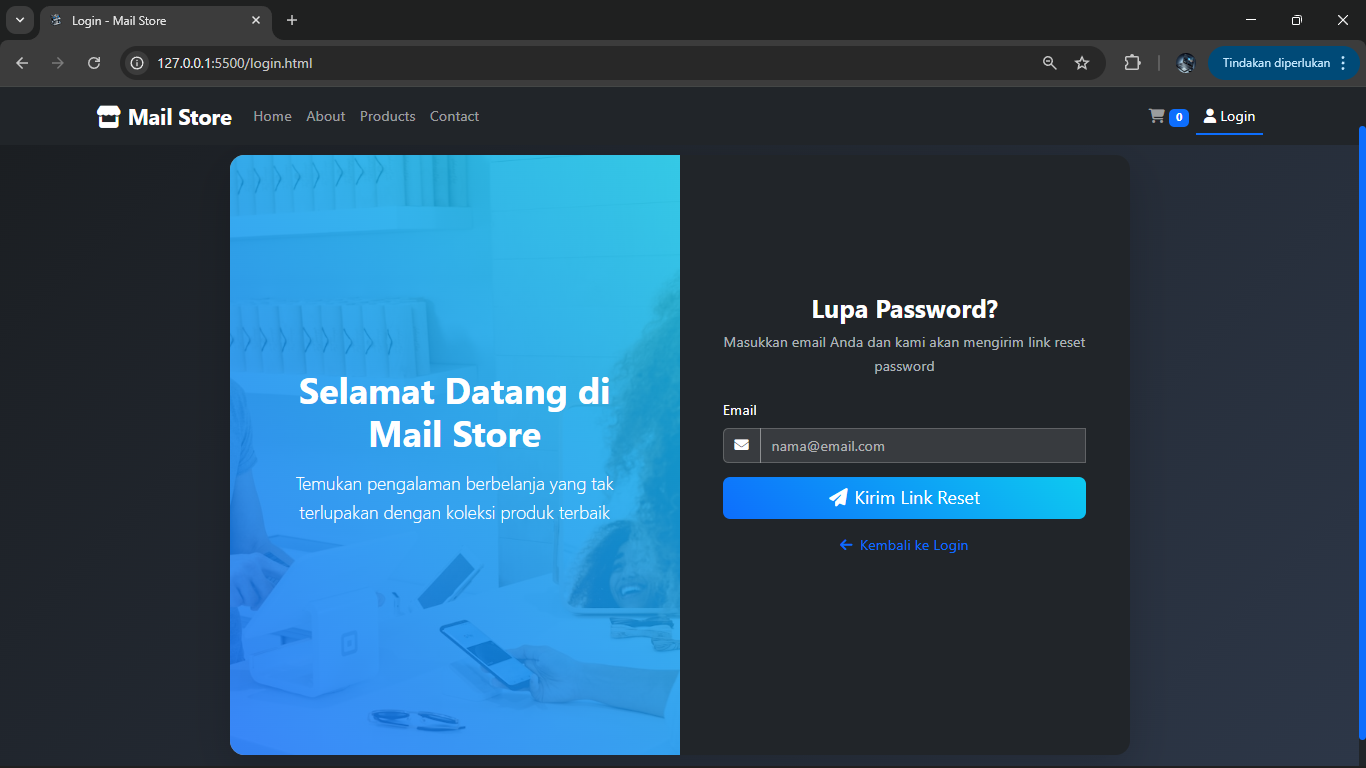 Login - Mail Store
127.0.0.1:5500/login.html
Tindakan diperlukan
Mail Store Home About Products Contact 0 Login
Selamat Datang di
Mail Store
Temukan pengalaman berbelanja yang tak
terlupakan dengan koleksi produk terbaik
Lupa Password?
Masukkan email Anda dan kami akan mengirim link reset
password
Email
nama@email.com
Kirim Link Reset
Kembali ke Login